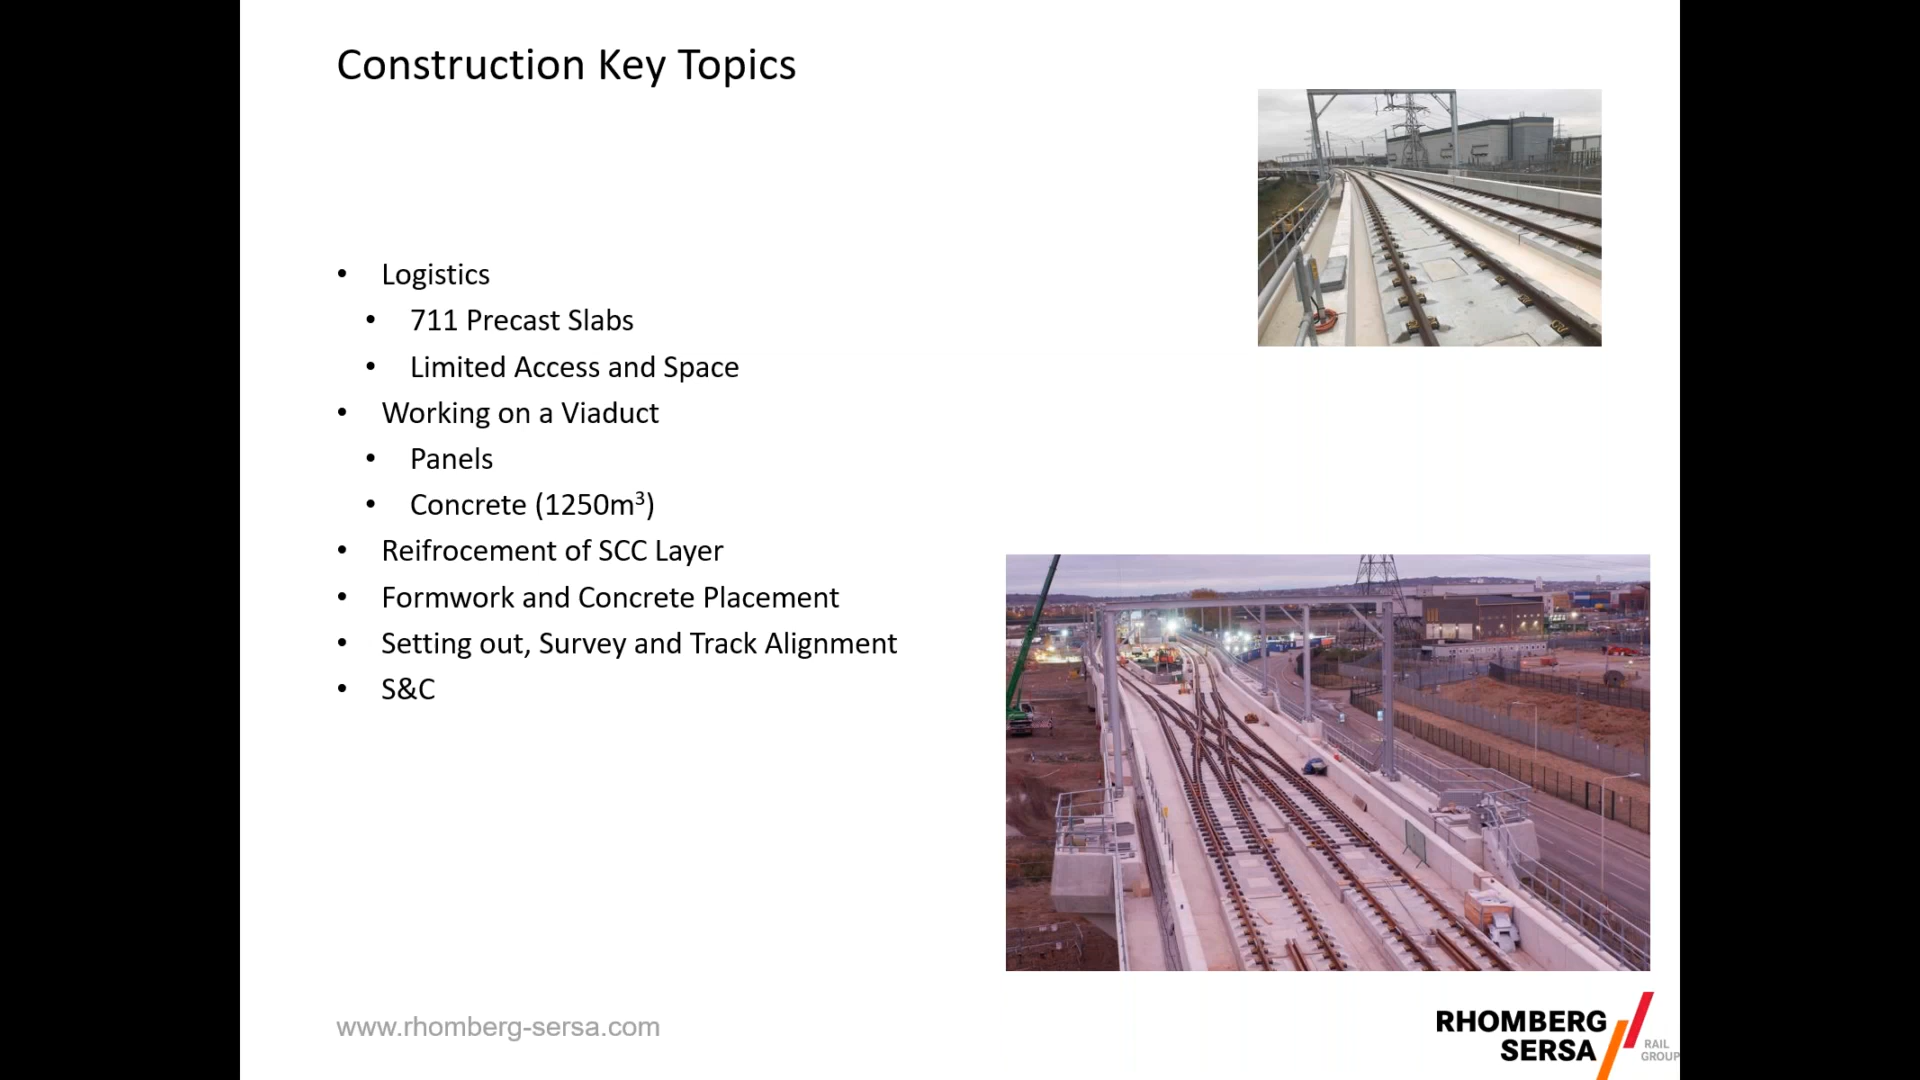 Construction Key Topics
• Logistics
• 711 Precast Slabs
• Limited Access and Space
• Working on a Viaduct
• Panels
• Concrete (1250m³)
• Reifrocement of SCC Layer
• Formwork and Concrete Placement
• Setting out, Survey and Track Alignment
• S&C
www.rhomberg-sersa.com
RHOMBERG
SERSA
RAIL
GROUP